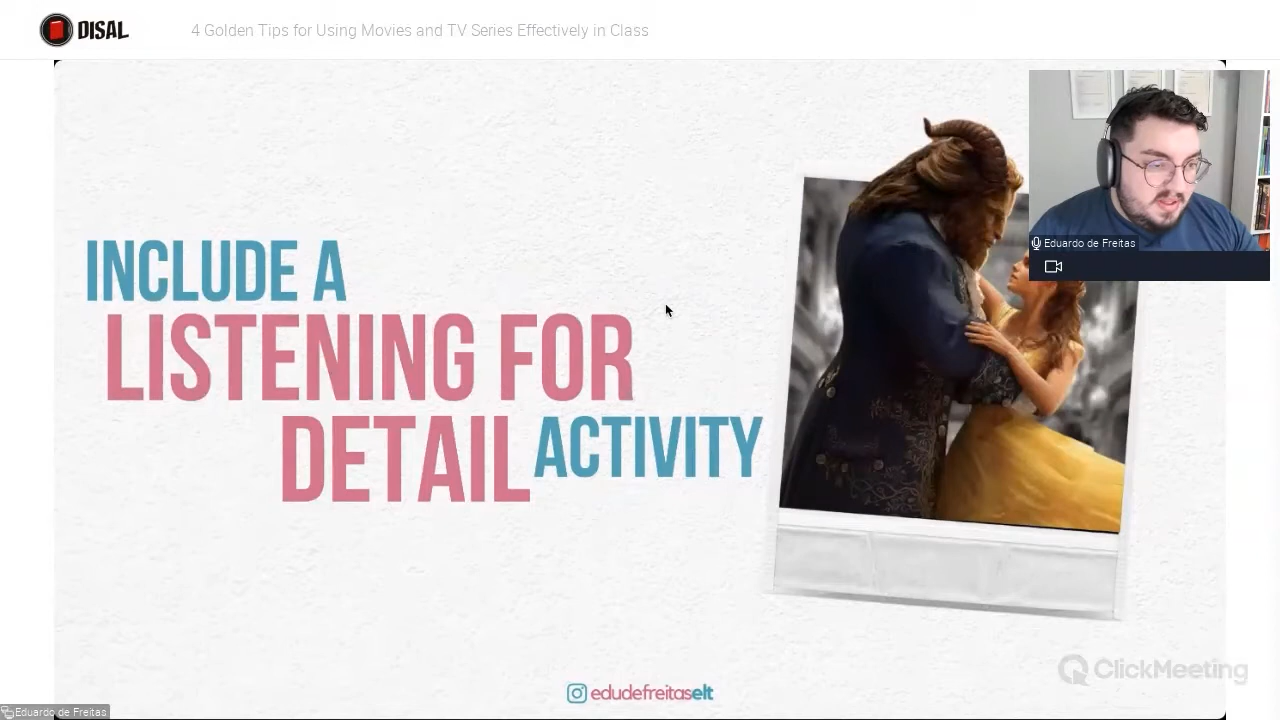 DISAL
4 Golden Tips for Using Movies and TV Series Effectively in Class
INCLUDE A
LISTENING FOR
DETAIL ACTIVITY
Eduardo de Freitas
edudefreitaselt
ClickMeeting
Eduardo de Freitas